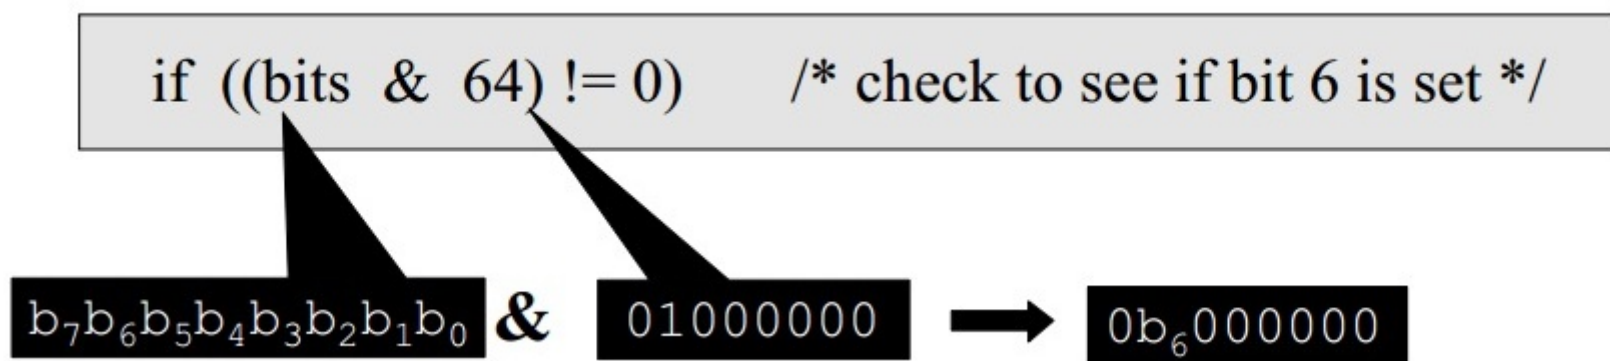 if ((bits & 64) != 0) /* check to see if bit 6 is set */
b₇b₆b₅b₄b₃b₂b₁b₀ & 01000000 0b₆000000